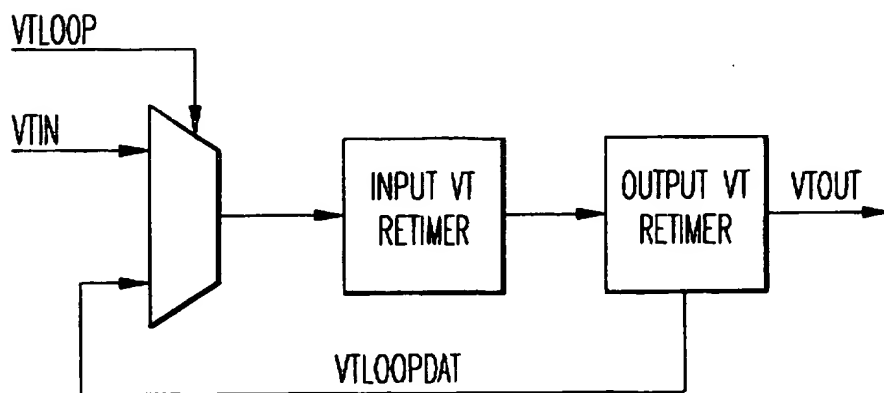 VTLOOP
VTIN
INPUT VT
RETIMER
OUTPUT VT
RETIMER
VTOUT
VTLOOPDAT